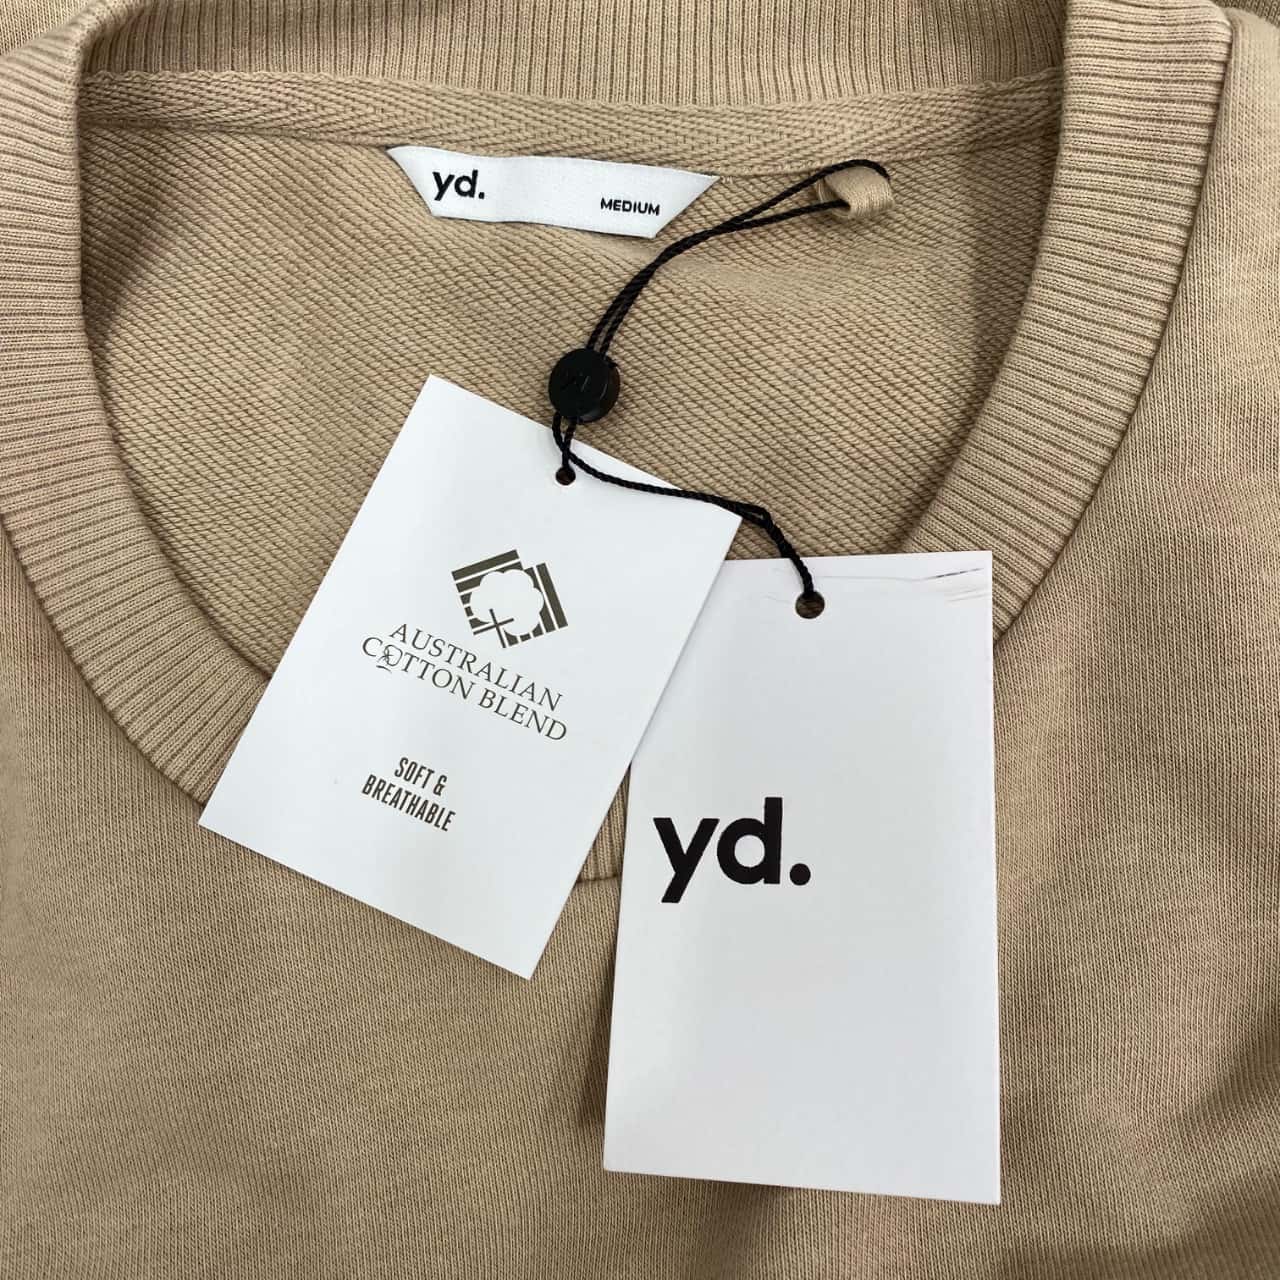 yd.
MEDIUM
AUSTRALIAN
COTTON BLEND
SOFT &
BREATHABLE
yd.